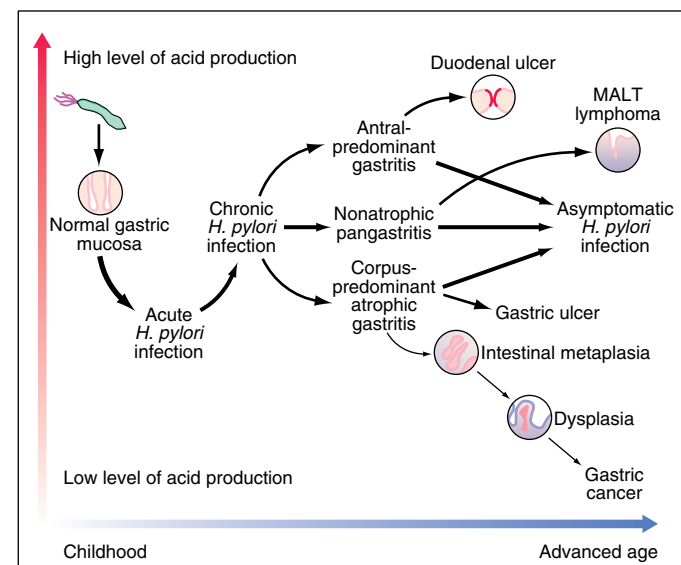 High level of acid production
Duodenal ulcer
MALT
lymphoma
Antral-
predominant
gastritis
Normal gastric
mucosa
Chronic
H. pylori
infection
Nonatrophic
pangastritis
Asymptomatic
H. pylori
infection
Corpus-
predominant
atrophic
gastritis
Acute
H. pylori
infection
Gastric ulcer
Intestinal metaplasia
Dysplasia
Gastric
cancer
Low level of acid production
Childhood
Advanced age